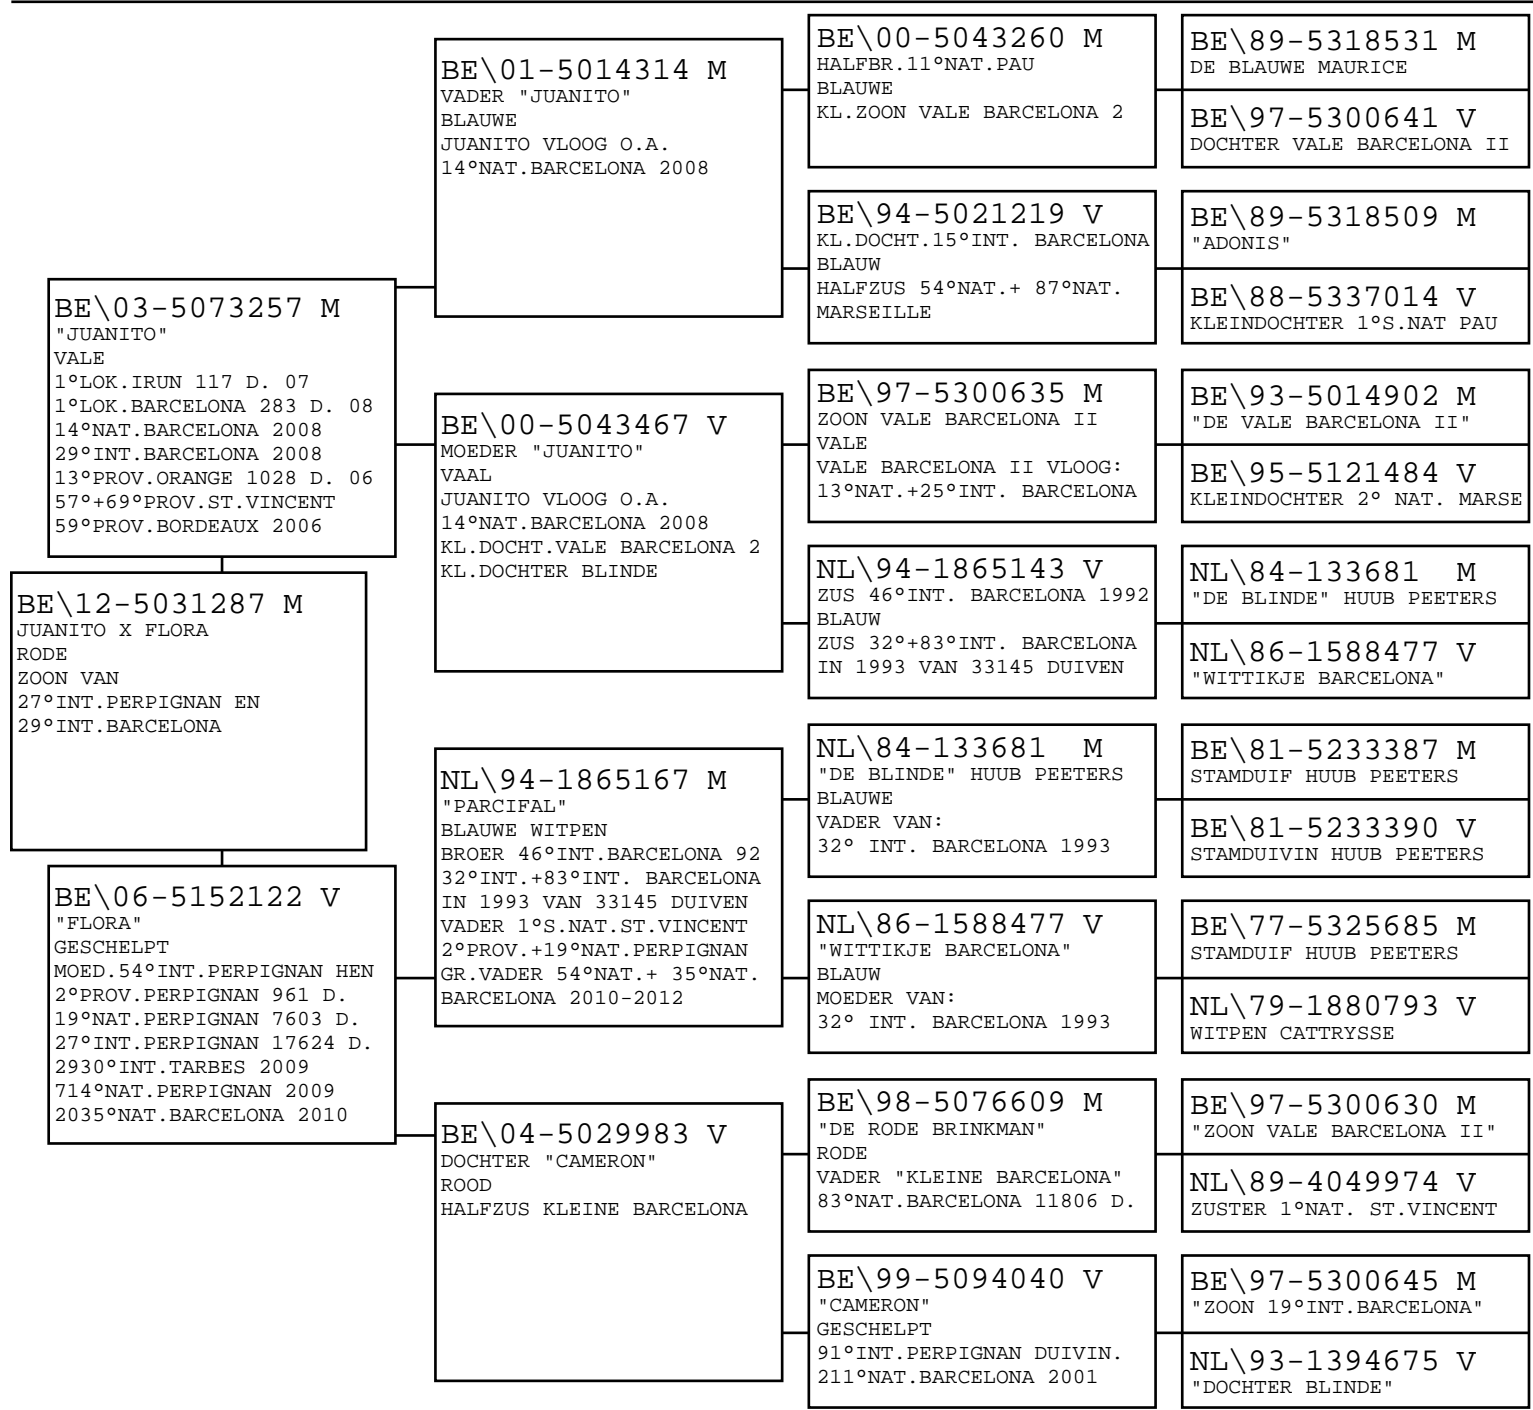 BE\12-5031287 M
JUANITO X FLORA
RODE
ZOON VAN
27°INT.PERPIGNAN EN
29°INT.BARCELONA
BE\03-5073257 M
"JUANITO"
VALE
1°LOK.IRUN 117 D. 07
1°LOK.BARCELONA 283 D. 08
14°NAT.BARCELONA 2008
29°INT.BARCELONA 2008
13°PROV.ORANGE 1028 D. 06
57°+69°PROV.ST.VINCENT
59°PROV.BORDEAUX 2006
BE\06-5152122 V
"FLORA"
GESCHELPT
MOED.54°INT.PERPIGNAN HEN
2°PROV.PERPIGNAN 961 D.
19°NAT.PERPIGNAN 7603 D.
27°INT.PERPIGNAN 17624 D.
2930°INT.TARBES 2009
714°NAT.PERPIGNAN 2009
2035°NAT.BARCELONA 2010
BE\01-5014314 M
VADER "JUANITO"
BLAUWE
JUANITO VLOOG O.A.
14°NAT.BARCELONA 2008
BE\00-5043467 V
MOEDER "JUANITO"
VAAL
JUANITO VLOOG O.A.
14°NAT.BARCELONA 2008
KL.DOCHT.VALE BARCELONA 2
KL.DOCHTER BLINDE
NL\94-1865167 M
"PARCIFAL"
BLAUWE WITPEN
BROER 46°INT.BARCELONA 92
32°INT.+83°INT. BARCELONA
IN 1993 VAN 33145 DUIVEN
VADER 1°S.NAT.ST.VINCENT
2°PROV.+19°NAT.PERPIGNAN
GR.VADER 54°NAT.+ 35°NAT.
BARCELONA 2010-2012
BE\04-5029983 V
DOCHTER "CAMERON"
ROOD
HALFZUS KLEINE BARCELONA
BE\00-5043260 M
HALFBR.11°NAT.PAU
BLAUWE
KL.ZOON VALE BARCELONA 2
BE\94-5021219 V
KL.DOCHT.15°INT. BARCELONA
BLAUW
HALFZUS 54°NAT.+ 87°NAT.
MARSEILLE
BE\97-5300635 M
ZOON VALE BARCELONA II
VALE
VALE BARCELONA II VLOOG:
13°NAT.+25°INT. BARCELONA
NL\94-1865143 V
ZUS 46°INT. BARCELONA 1992
BLAUW
ZUS 32°+83°INT. BARCELONA
IN 1993 VAN 33145 DUIVEN
NL\84-133681 M
"DE BLINDE" HUUB PEETERS
BLAUWE
VADER VAN:
32° INT. BARCELONA 1993
NL\86-1588477 V
"WITTIKJE BARCELONA"
BLAUW
MOEDER VAN:
32° INT. BARCELONA 1993
BE\98-5076609 M
"DE RODE BRINKMAN"
RODE
VADER "KLEINE BARCELONA"
83°NAT.BARCELONA 11806 D.
BE\99-5094040 V
"CAMERON"
GESCHELPT
91°INT.PERPIGNAN DUIVIN.
211°NAT.BARCELONA 2001
BE\89-5318531 M
DE BLAUWE MAURICE
BE\97-5300641 V
DOCHTER VALE BARCELONA II
BE\89-5318509 M
"ADONIS"
BE\88-5337014 V
KLEINDOCHTER 1°S.NAT PAU
BE\93-5014902 M
"DE VALE BARCELONA II"
BE\95-5121484 V
KLEINDOCHTER 2° NAT. MARSE
NL\84-133681 M
"DE BLINDE" HUUB PEETERS
NL\86-1588477 V
"WITTIKJE BARCELONA"
BE\81-5233387 M
STAMDUIF HUUB PEETERS
BE\81-5233390 V
STAMDUIVIN HUUB PEETERS
BE\77-5325685 M
STAMDUIF HUUB PEETERS
NL\79-1880793 V
WITPEN CATTRYSSE
BE\97-5300630 M
"ZOON VALE BARCELONA II"
NL\89-4049974 V
ZUSTER 1°NAT. ST.VINCENT
BE\97-5300645 M
"ZOON 19°INT.BARCELONA"
NL\93-1394675 V
"DOCHTER BLINDE"